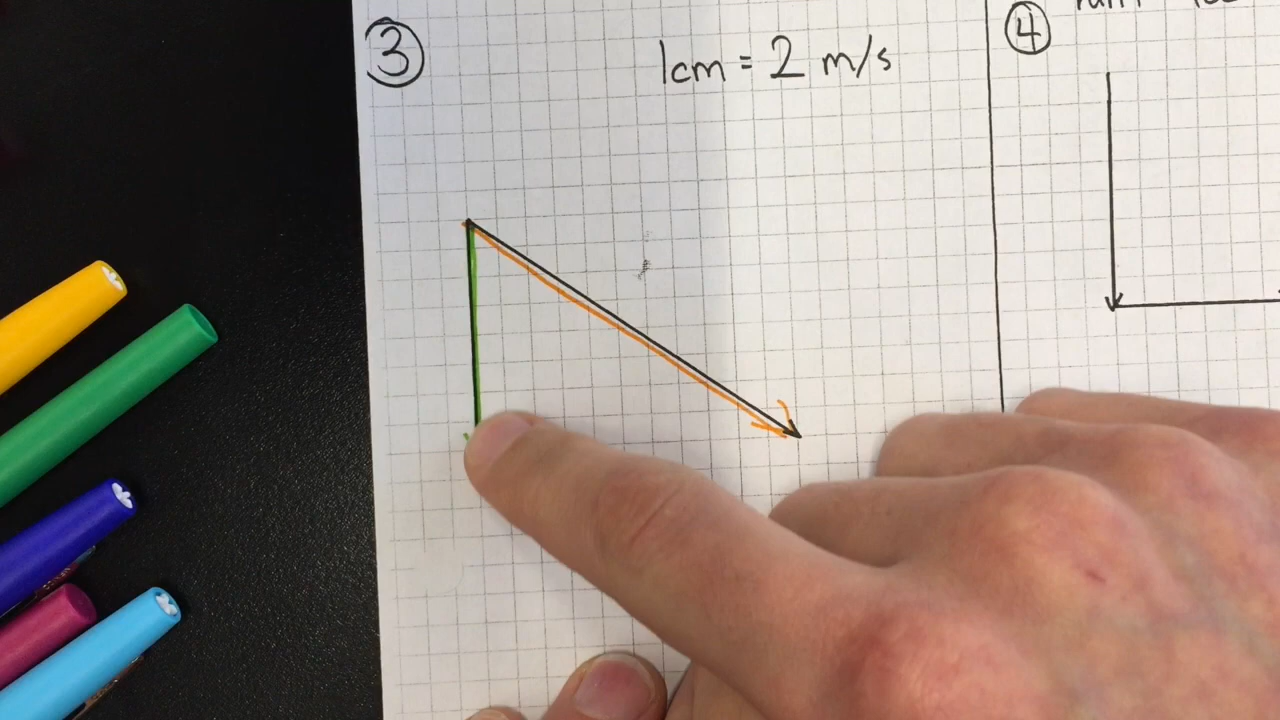 ③
1cm = 2 m/s
④